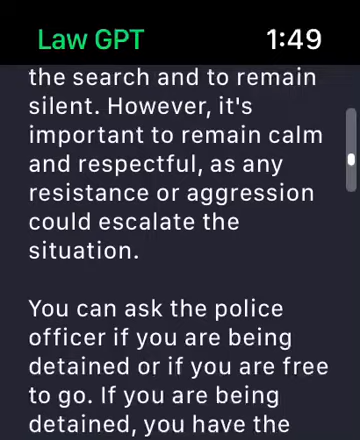 Law GPT 1:49
the search and to remain
silent. However, it's
important to remain calm
and respectful, as any
resistance or aggression
could escalate the
situation.
You can ask the police
officer if you are being
detained or if you are free
to go. If you are being
detained, you have the